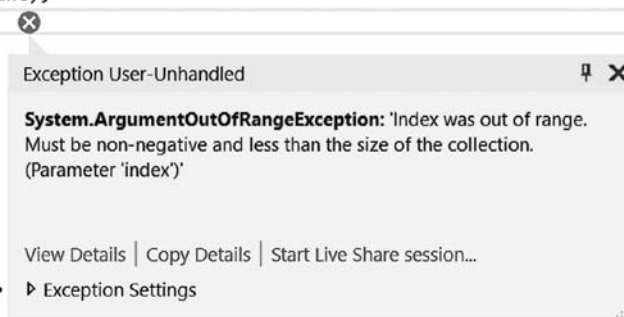 Exception User-Unhandled
System.ArgumentOutOfRangeException: 'Index was out of range.
Must be non-negative and less than the size of the collection.
(Parameter 'index')'
View Details | Copy Details | Start Live Share session...
Exception Settings